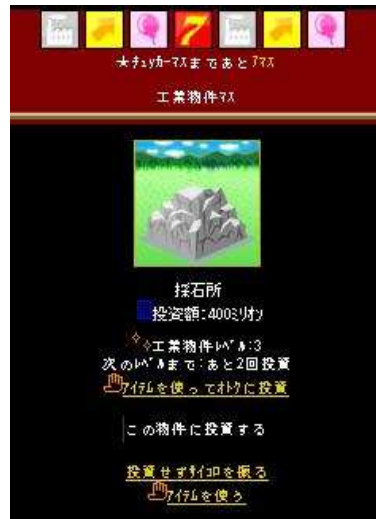 7
★ﾁｪｯｶｰﾏｽまであと7ﾏｽ
工業物件ﾏｽ
採石所
投資額:400ﾐﾘｵﾝ
工業物件ﾚﾍﾞﾙ:3
次のﾚﾍﾞﾙまで:あと2回投資
ｱｲﾃﾑを使ってｵﾄｸに投資
この物件に投資する
投資せずｻｲｺﾛを振る
ｱｲﾃﾑを使う